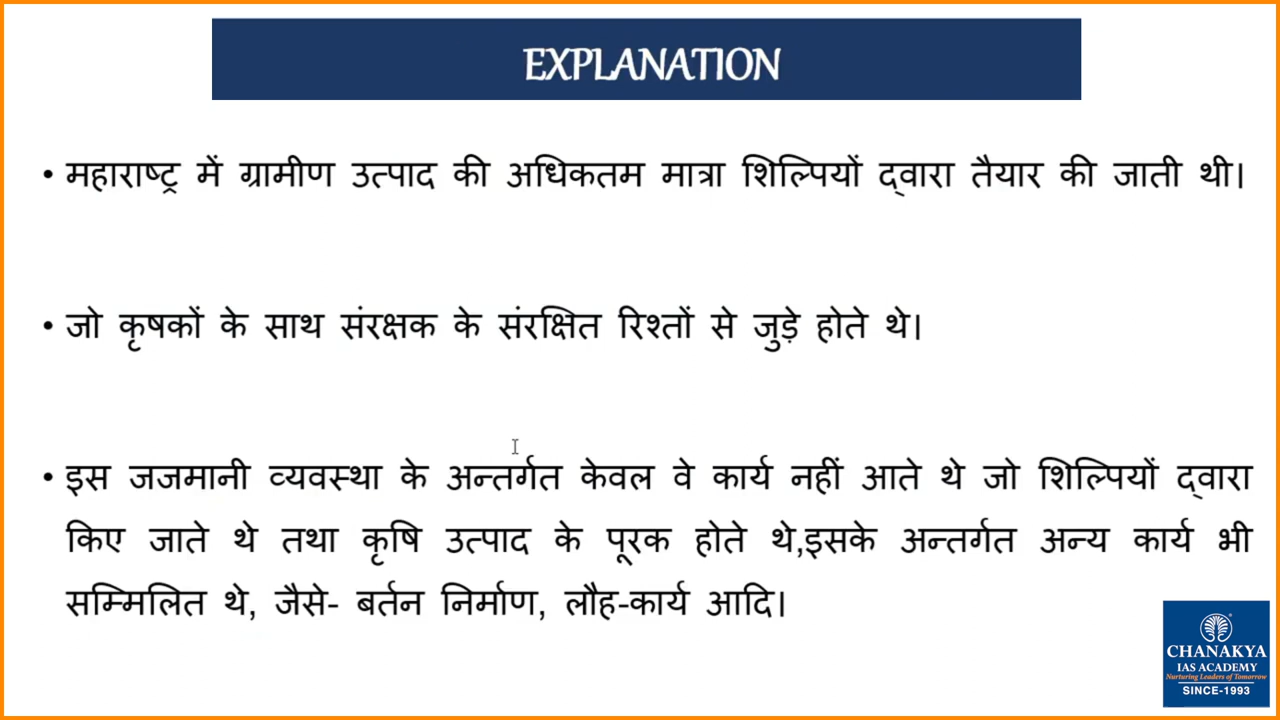 EXPLANATION
• महाराष्ट्र में ग्रामीण उत्पाद की अधिकतम मात्रा शिल्पियों द्वारा तैयार की जाती थी।
• जो कृषकों के साथ संरक्षक के संरक्षित रिश्तों से जुड़े होते थे।
• इस जजमानी व्यवस्था के अन्तर्गत केवल वे कार्य नहीं आते थे जो शिल्पियों द्वारा
किए जाते थे तथा कृषि उत्पाद के पूरक होते थे,इसके अन्तर्गत अन्य कार्य भी
सम्मिलित थे, जैसे- बर्तन निर्माण, लौह-कार्य आदि।
CHANAKYA
IAS ACADEMY
Nurturing Leaders of Tomorrow
SINCE-1993